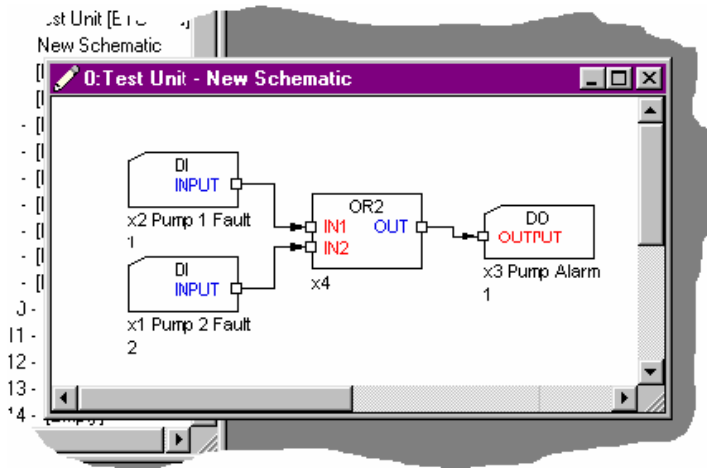 New Schematic
0:Test Unit - New Schematic
DI
INPUT
x2 Pump 1 Fault
1
DI
INPUT
x1 Pump 2 Fault
2
OR2
IN1 OUT
IN2
x4
DO
OUTPUT
x3 Pump Alarm
1
12 -
13 -